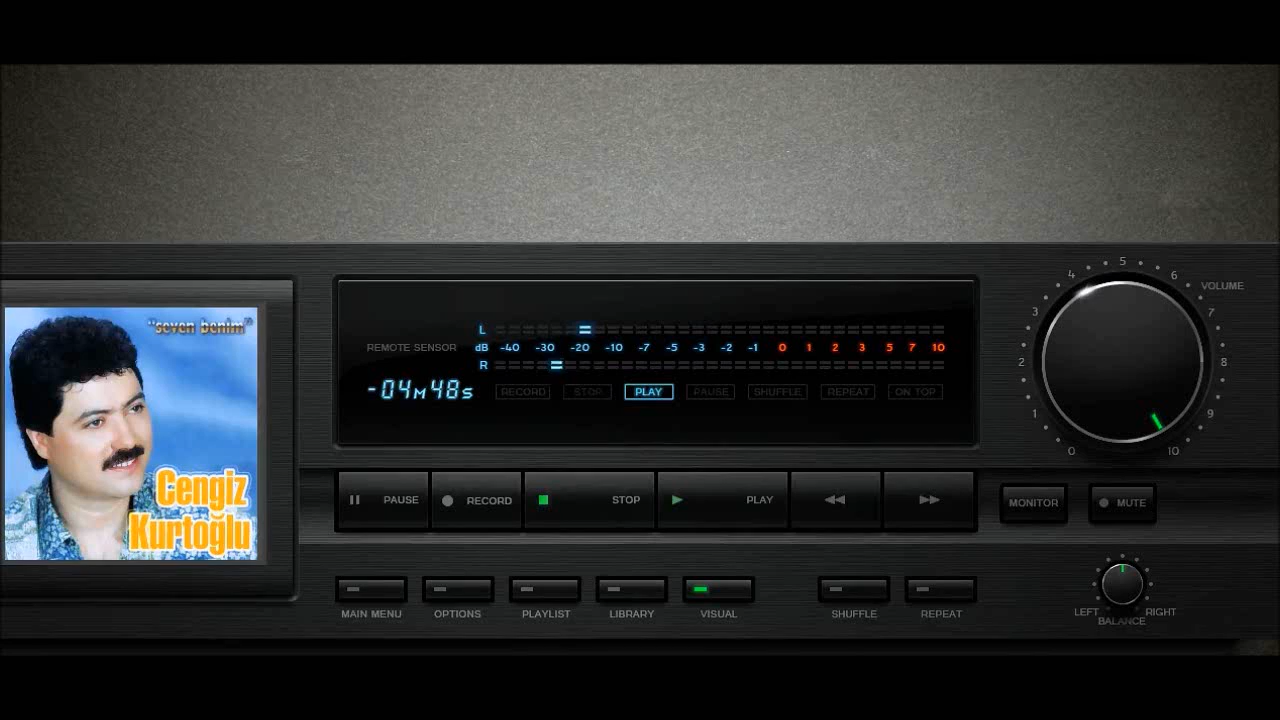 "seven benim"
Cengiz
Kurtoğlu
REMOTE SENSOR
L
dB -40 -30 -20 -10 -7 -5 -3 -2 -1 0 1 2 3 5 7 10
R
-04M48s
RECORD STOP PLAY PAUSE SHUFFLE REPEAT ON TOP
0 1 2 3 4 5 6 7 8 9 10
VOLUME
PAUSE RECORD STOP PLAY
MONITOR MUTE
MAIN MENU OPTIONS PLAYLIST LIBRARY VISUAL SHUFFLE REPEAT
LEFT RIGHT
BALANCE